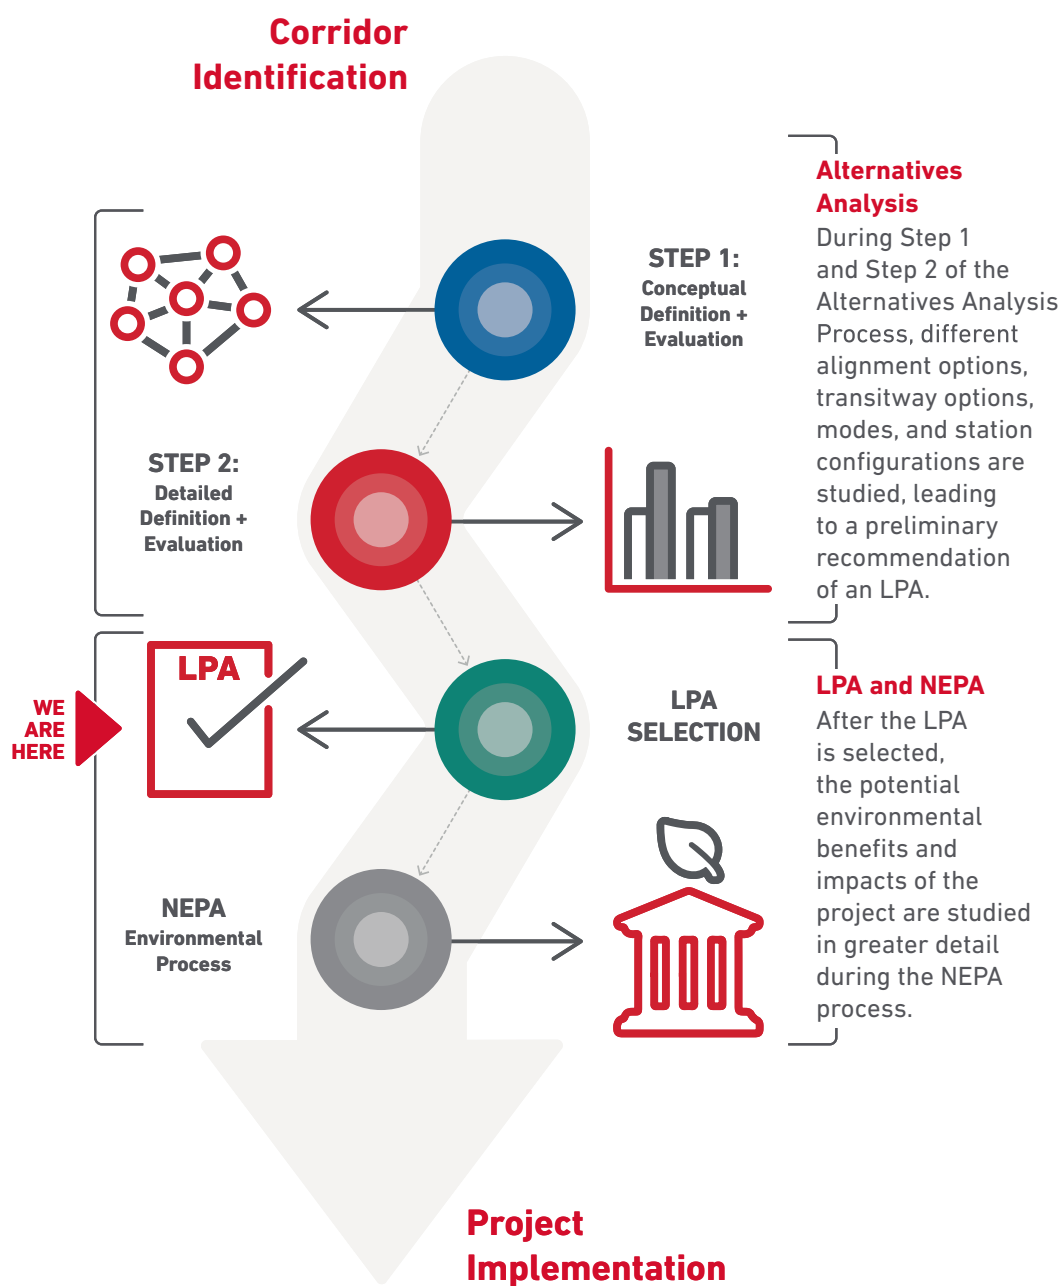 Corridor
Identification
STEP 1:
Conceptual
Definition +
Evaluation
Alternatives
Analysis
During Step 1
and Step 2 of the
Alternatives Analysis
Process, different
alignment options,
transitway options,
modes, and station
configurations are
studied, leading
to a preliminary
recommendation
of an LPA.
STEP 2:
Detailed
Definition +
Evaluation
WE
ARE
HERE
LPA
LPA
SELECTION
LPA and NEPA
After the LPA
is selected,
the potential
environmental
benefits and
impacts of the
project are studied
in greater detail
during the NEPA
process.
NEPA
Environmental
Process
Project
Implementation